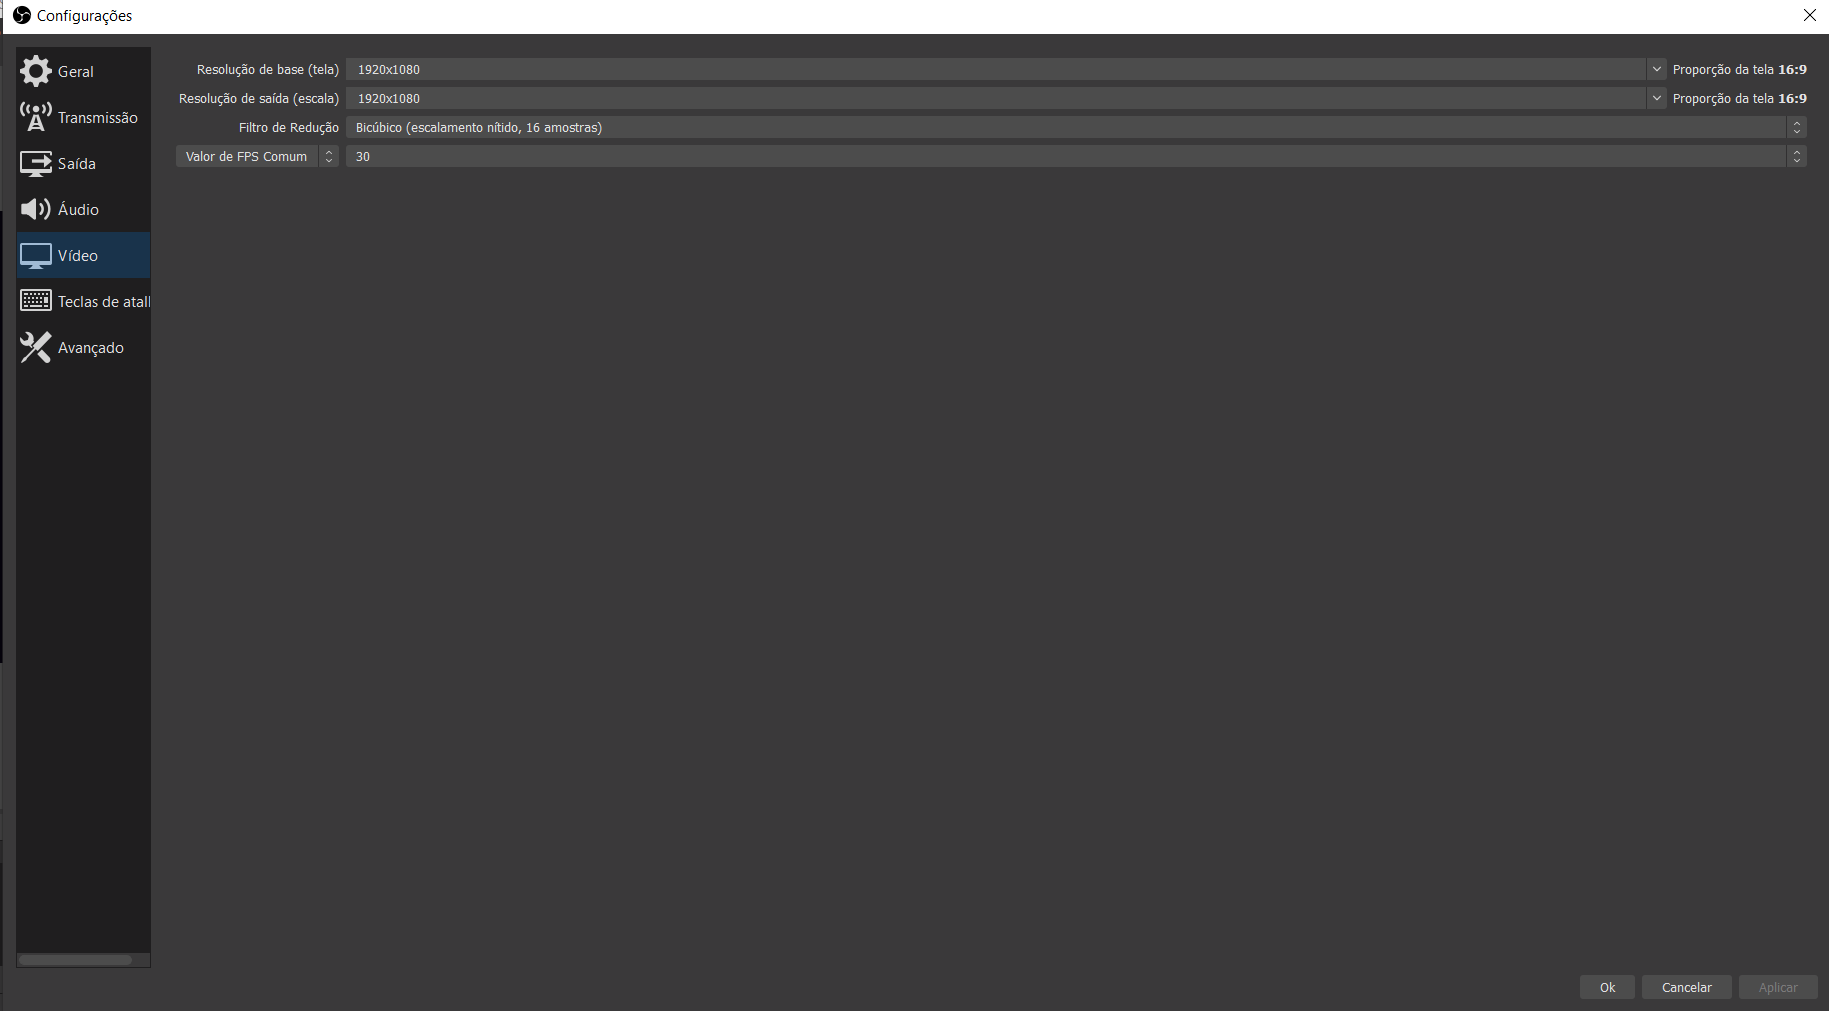 Configurações
Geral
Transmissão
Saída
Áudio
Vídeo
Teclas de atall
Avançado
Resolução de base (tela) 1920x1080 Proporção da tela 16:9
Resolução de saída (escala) 1920x1080 Proporção da tela 16:9
Filtro de Redução Bicúbico (escalamento nítido, 16 amostras)
Valor de FPS Comum 30
Ok Cancelar Aplicar